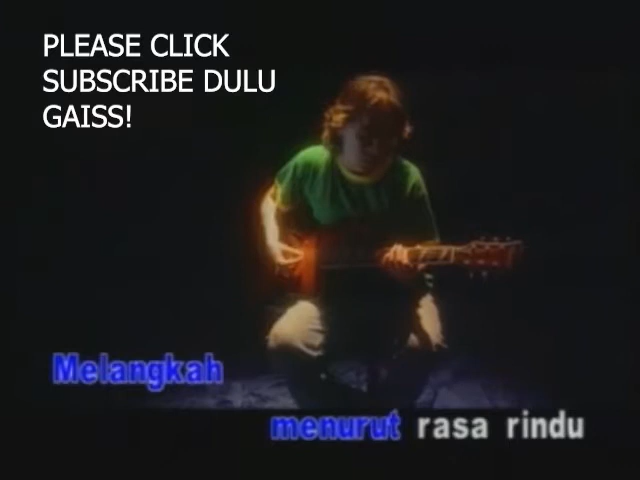 PLEASE CLICK
SUBSCRIBE DULU
GAISS!
Melangkah
menurut rasa rindu